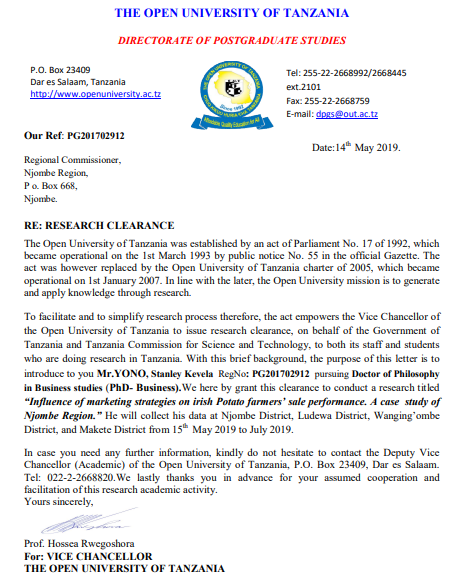 THE OPEN UNIVERSITY OF TANZANIA
DIRECTORATE OF POSTGRADUATE STUDIES
P.O. Box 23409
Dar es Salaam, Tanzania
http://www.openuniversity.ac.tz
Tel: 255-22-2668992/2668445
ext.2101
Fax: 255-22-2668759
E-mail: dpgs@out.ac.tz
Our Ref: PG201702912
Date:14th May 2019.
Regional Commissioner,
Njombe Region,
P o. Box 668,
Njombe.
RE: RESEARCH CLEARANCE
The Open University of Tanzania was established by an act of Parliament No. 17 of 1992, which
became operational on the 1st March 1993 by public notice No. 55 in the official Gazette. The
act was however replaced by the Open University of Tanzania charter of 2005, which became
operational on 1st January 2007. In line with the later, the Open University mission is to generate
and apply knowledge through research.
To facilitate and to simplify research process therefore, the act empowers the Vice Chancellor of
the Open University of Tanzania to issue research clearance, on behalf of the Government of
Tanzania and Tanzania Commission for Science and Technology, to both its staff and students
who are doing research in Tanzania. With this brief background, the purpose of this letter is to
introduce to you Mr.YONO, Stanley Kevela RegNo: PG201702912 pursuing Doctor of Philosophy
in Business studies (PhD- Business).We here by grant this clearance to conduct a research titled
“Influence of marketing strategies on irish Potato farmers’ sale performance. A case study of
Njombe Region.” He will collect his data at Njombe District, Ludewa District, Wanging’ombe
District, and Makete District from 15th May 2019 to July 2019.
In case you need any further information, kindly do not hesitate to contact the Deputy Vice
Chancellor (Academic) of the Open University of Tanzania, P.O. Box 23409, Dar es Salaam.
Tel: 022-2-2668820.We lastly thanks you in advance for your assumed cooperation and
facilitation of this research academic activity.
Yours sincerely,
Prof. Hossea Rwegoshora
For: VICE CHANCELLOR
THE OPEN UNIVERSITY OF TANZANIA